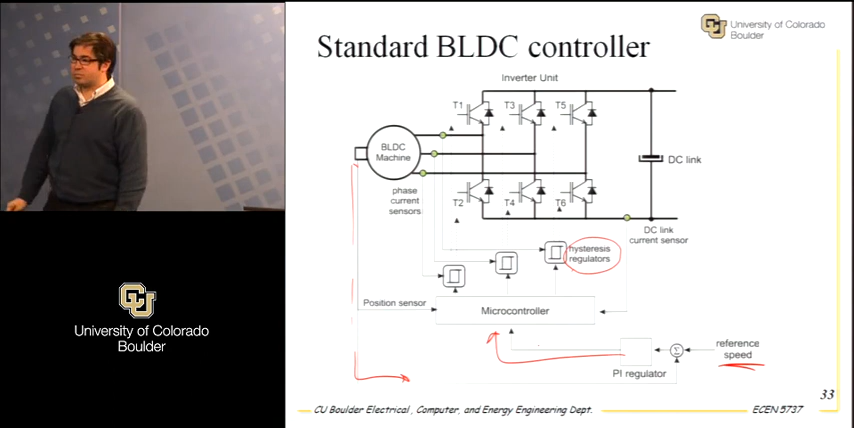 Standard BLDC controller
CU
University of Colorado
Boulder
Inverter Unit
T1
T3
T5
BLDC
Machine
DC link
phase
current
sensors
T2
T4
T6
DC link
current sensor
hysteresis
regulators
Position sensor
Microcontroller
reference
speed
Σ
PI regulator
33
CU Boulder Electrical, Computer, and Energy Engineering Dept.
ECEN 5737
CU
University of Colorado
Boulder